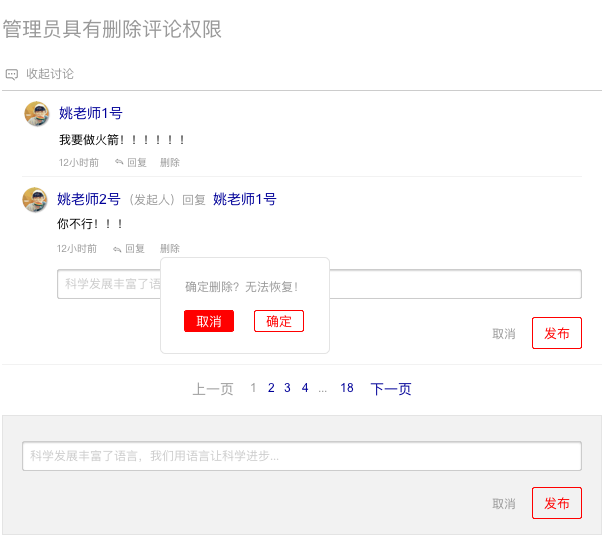 管理员具有删除评论权限
收起讨论
姚老师1号
我要做火箭！！！！！！
12小时前 回复 删除
姚老师2号（发起人）回复 姚老师1号
你不行！！！
12小时前 回复 删除
科学发展丰富了语
确定删除？无法恢复！
取消 确定
取消 发布
上一页 1 2 3 4 ... 18 下一页
科学发展丰富了语言，我们用语言让科学进步...
取消 发布